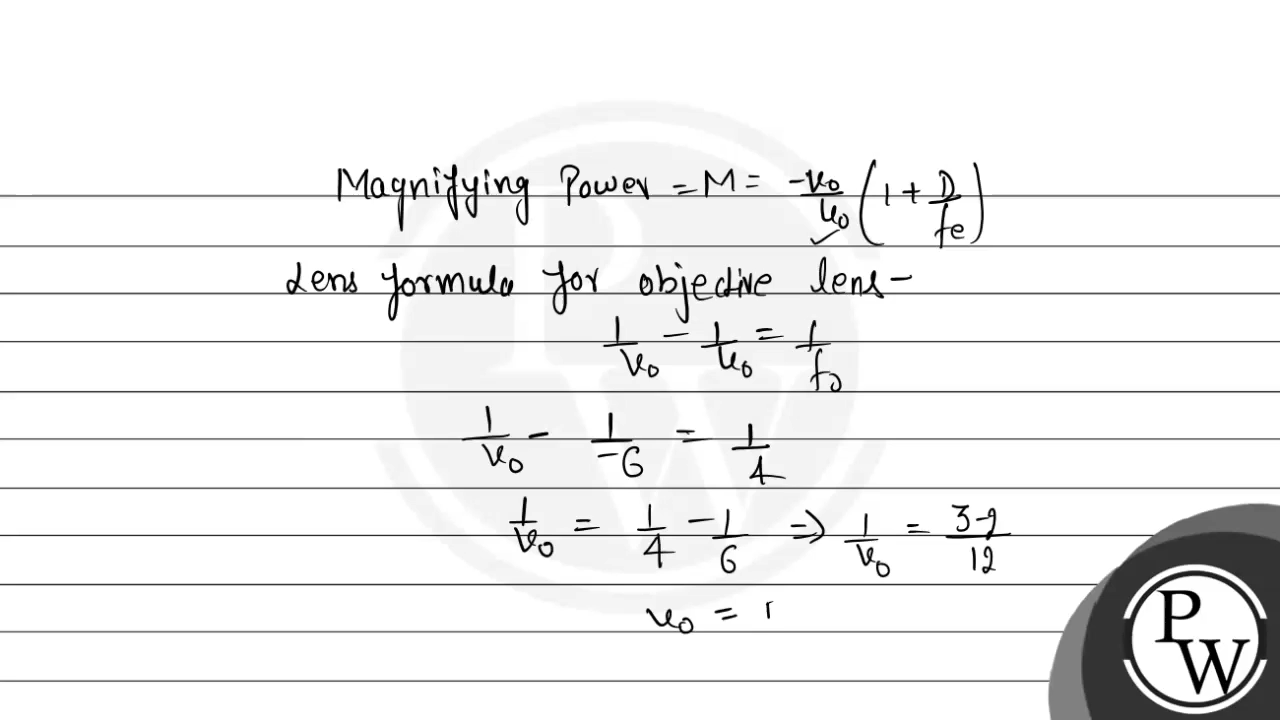 Magnifying Power = M = -v₀/u₀ (1 + D/fe)
Lens formula for objective lens -
1/v₀ - 1/u₀ = 1/f₀
1/v₀ - 1/-6 = 1/4
1/v₀ = 1/4 - 1/6 ⇒ 1/v₀ = 3-2/12
v₀ = 1
PW